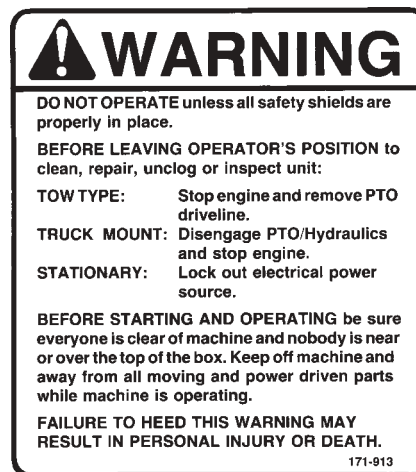 WARNING
DO NOT OPERATE unless all safety shields are
properly in place.
BEFORE LEAVING OPERATOR'S POSITION to
clean, repair, unclog or inspect unit:
TOW TYPE: Stop engine and remove PTO
driveline.
TRUCK MOUNT: Disengage PTO/Hydraulics
and stop engine.
STATIONARY: Lock out electrical power
source.
BEFORE STARTING AND OPERATING be sure
everyone is clear of machine and nobody is near
or over the top of the box. Keep off machine and
away from all moving and power driven parts
while machine is operating.
FAILURE TO HEED THIS WARNING MAY
RESULT IN PERSONAL INJURY OR DEATH.
171-913